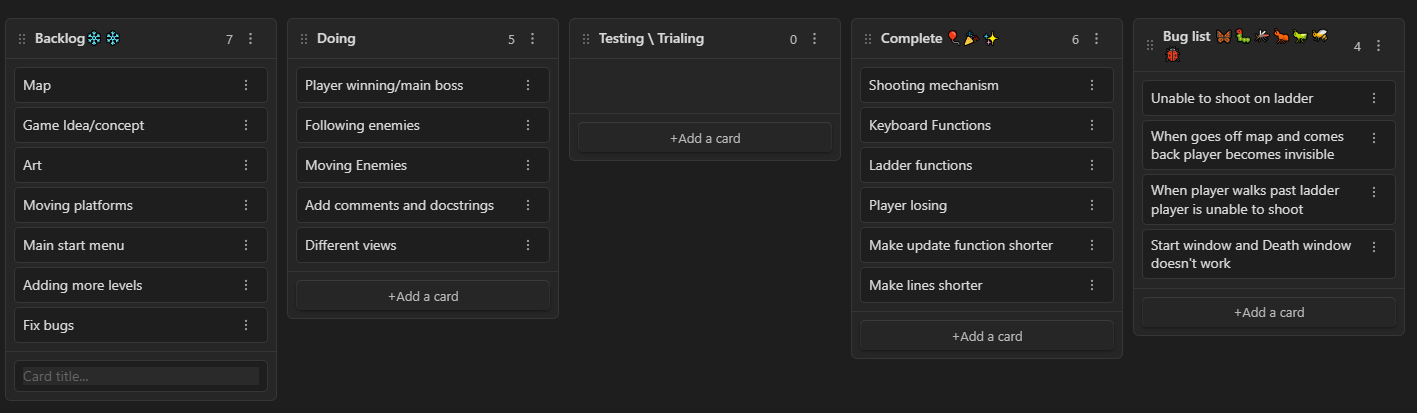 Backlog❄️ ❄️ 7
Map
Game Idea/concept
Art
Moving platforms
Main start menu
Adding more levels
Fix bugs
Card title...
Doing 5
Player winning/main boss
Following enemies
Moving Enemies
Add comments and docstrings
Different views
+Add a card
Testing \ Trialing 0
+Add a card
Complete 🎈 🎉 ✨ 6
Shooting mechanism
Keyboard Functions
Ladder functions
Player losing
Make update function shorter
Make lines shorter
+Add a card
Bug list 🦋 🐛 🦟 🐜 🦗 🐝 4
🐞
Unable to shoot on ladder
When goes off map and comes
back player becomes invisible
When player walks past ladder
player is unable to shoot
Start window and Death window
doesn't work
+Add a card